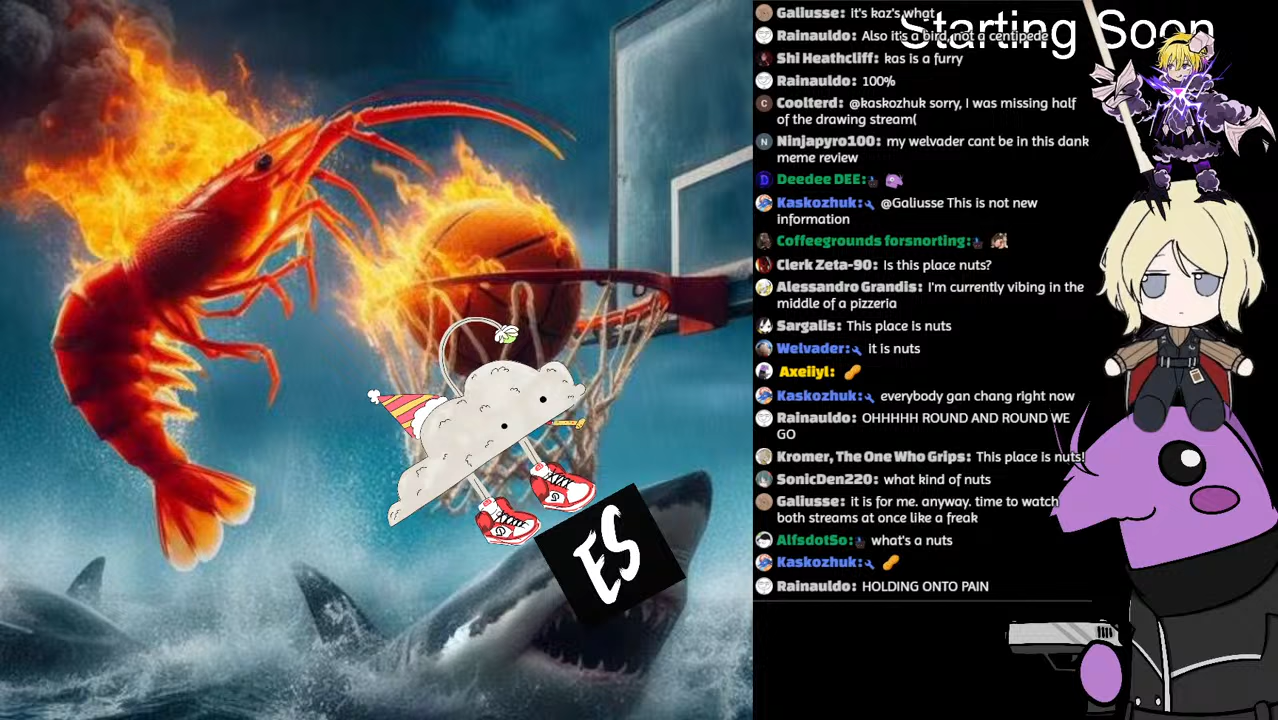 Starting Soon
Galiusse: it's kaz's what
Rainauldo: Also it's a bird, not a centipede
Shi Heathcliff: kas is a furry
Rainauldo: 100%
Coolterd: @kaskozhuk sorry, I was missing half
of the drawing stream(
Ninjapyro100: my welvader cant be in this dank
meme review
Deedee DEE:
Kaskozhuk: @Galiusse This is not new
information
Coffeegrounds forsnorting:
Clerk Zeta-90: Is this place nuts?
Alessandro Grandis: I'm currently vibing in the
middle of a pizzeria
Sargalis: This place is nuts
Welvader: it is nuts
Axeiiyl: 🥜
Kaskozhuk: everybody gan chang right now
Rainauldo: OHHHHH ROUND AND ROUND WE
GO
Kromer, The One Who Grips: This place is nuts!
SonicDen220: what kind of nuts
Galiusse: it is for me. anyway. time to watch
both streams at once like a freak
AlfsdotSo: what's a nuts
Kaskozhuk: 🥜
Rainauldo: HOLDING ONTO PAIN
C
N
D
ES